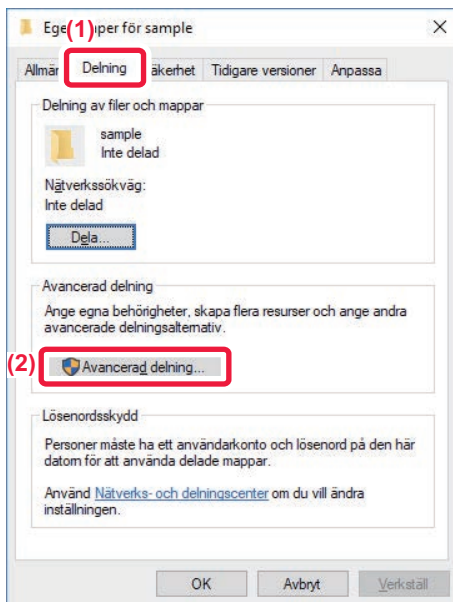 Ege (1) per för sample
Allmär Delning äkerhet Tidigare versioner Anpassa
Delning av filer och mappar
sample
Inte delad
Nätverkssökväg:
Inte delad
Dela...
Avancerad delning
Ange egna behörigheter, skapa flera resurser och ange andra
avancerade delningsalternativ.
(2) Avancerad delning...
Lösenordsskydd
Personer måste ha ett användarkonto och lösenord på den här
datorn för att använda delade mappar.
Använd Nätverks- och delningscenter om du vill ändra
inställningen.
OK Avbryt Verkställ